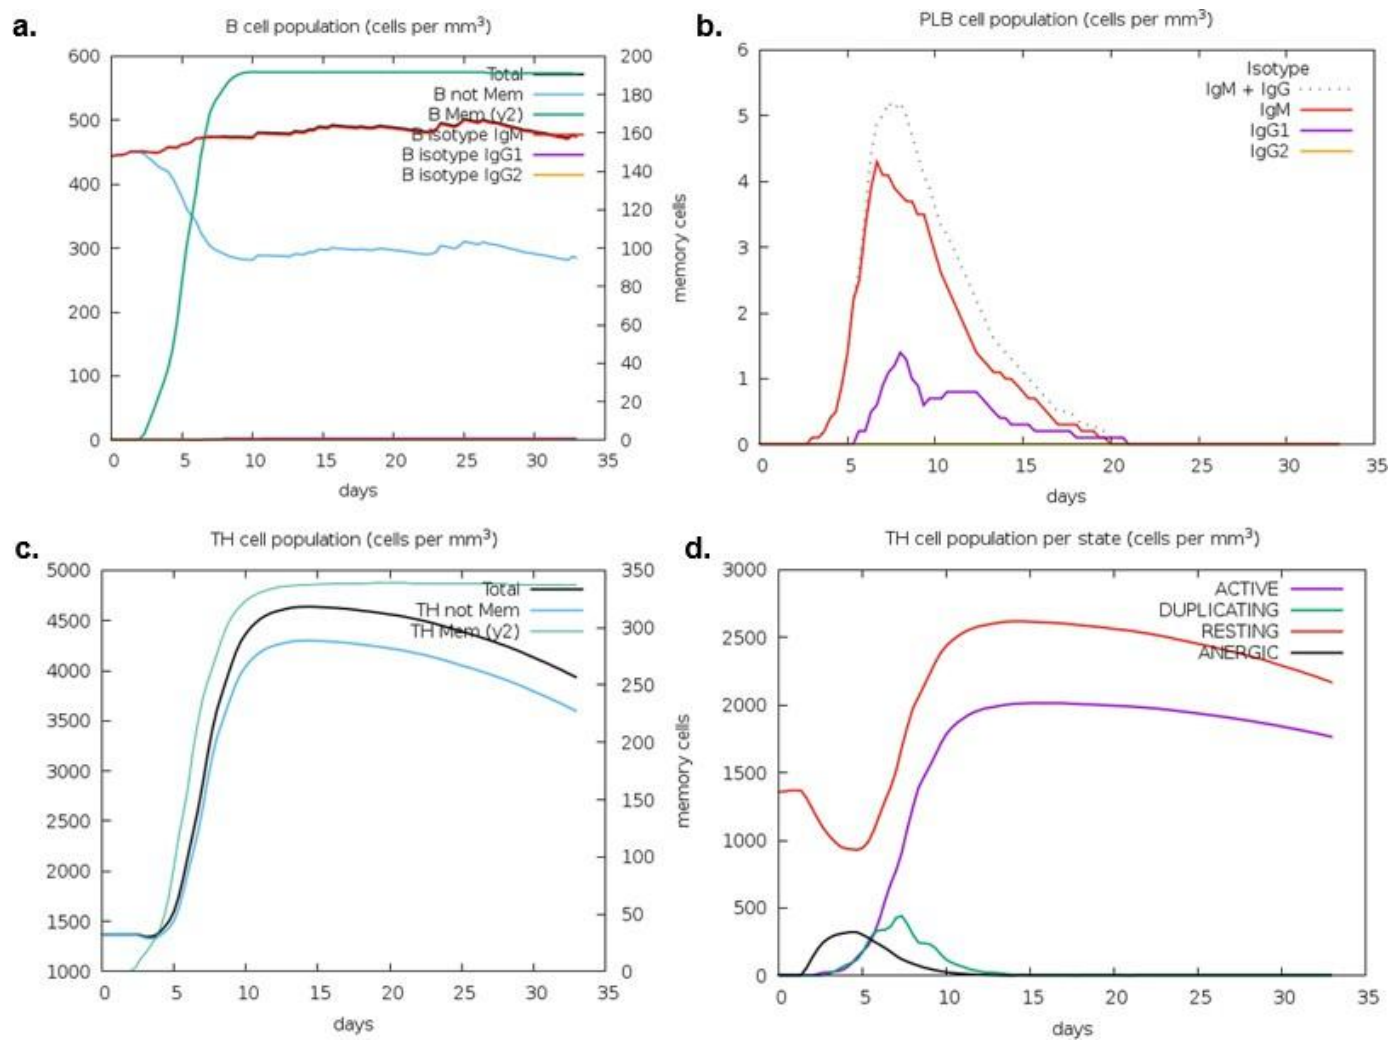 a.
B cell population (cells per mm³)
600
500
400
300
200
100
0
200
180
160
140
120
100
80
60
40
20
0
Total
B not Mem
B Mem (y2)
B isotype IgM
B isotype IgG1
B isotype IgG2
memory cells
0 5 10 15 20 25 30 35
days
b.
PLB cell population (cells per mm³)
6
5
4
3
2
1
0
Isotype
IgM + IgG
IgM
IgG1
IgG2
0 5 10 15 20 25 30 35
days
c.
TH cell population (cells per mm³)
5000
4500
4000
3500
3000
2500
2000
1500
1000
350
300
250
200
150
100
50
0
Total
TH not Mem
TH Mem (y2)
memory cells
0 5 10 15 20 25 30 35
days
d.
TH cell population per state (cells per mm³)
3000
2500
2000
1500
1000
500
0
ACTIVE
DUPLICATING
RESTING
ANERGIC
0 5 10 15 20 25 30 35
days